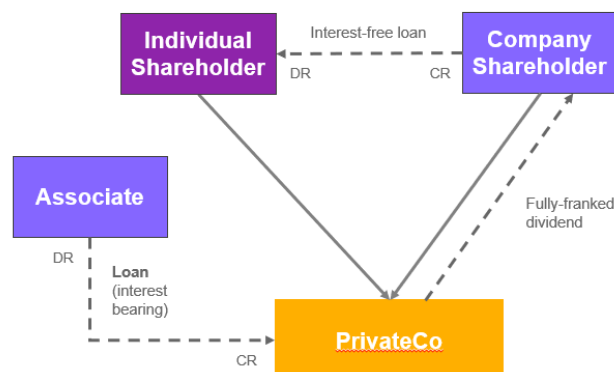 Individual
Shareholder
Interest-free loan
DR
CR
Company
Shareholder
Associate
Fully-franked
dividend
DR
Loan
(interest
bearing)
CR
PrivateCo